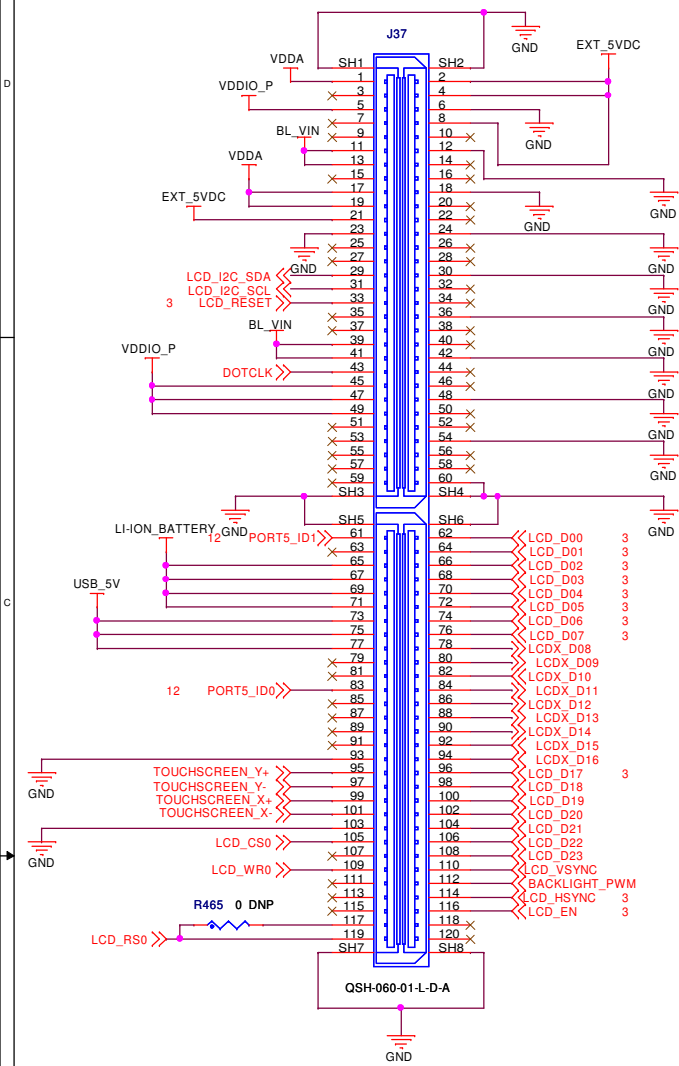 J37
GND
EXT_5VDC
D
VDDA
SH1 SH2
1 2
VDDIO_P
3 4
5 6
7 8
GND
BL_VIN
9 10
11 12
VDDA
13 14
15 16
EXT_5VDC
17 18
GND
19 20
GND
21 22
23 24
GND
25 26
GND
27 28
LCD_I2C_SDA 29 30
LCD_I2C_SCL 31 32
GND
3 LCD_RESET 33 34
BL_VIN
35 36
37 38
GND
VDDIO_P
39 40
41 42
DOTCLK 43 44
GND
45 46
47 48
49 50
GND
51 52
53 54
55 56
GND
57 58
59 60
SH3 SH4
GND
GND
LI-ION_BATTERY
SH5 SH6
12 PORT5_ID1 61 62 LCD_D00 3
63 64 LCD_D01 3
65 66 LCD_D02 3
USB_5V
67 68 LCD_D03 3
69 70 LCD_D04 3
C
71 72 LCD_D05 3
73 74 LCD_D06 3
75 76 LCD_D07 3
77 78 LCDX_D08
79 80 LCDX_D09
81 82 LCDX_D10
12 PORT5_ID0 83 84 LCDX_D11
85 86 LCDX_D12
87 88 LCDX_D13
89 90 LCDX_D14
91 92 LCDX_D15
93 94 LCDX_D16
TOUCHSCREEN_Y+ 95 96 LCD_D17 3
GND
TOUCHSCREEN_Y- 97 98 LCD_D18
TOUCHSCREEN_X+ 99 100 LCD_D19
TOUCHSCREEN_X- 101 102 LCD_D20
103 104 LCD_D21
LCD_CS0 105 106 LCD_D22
GND
107 108 LCD_D23
LCD_WR0 109 110 LCD_VSYNC
111 112 BACKLIGHT_PWM
113 114 LCD_HSYNC 3
R465 0 DNP
115 116 LCD_EN 3
117 118
LCD_RS0 119 120
SH7 SH8
QSH-060-01-L-D-A
GND